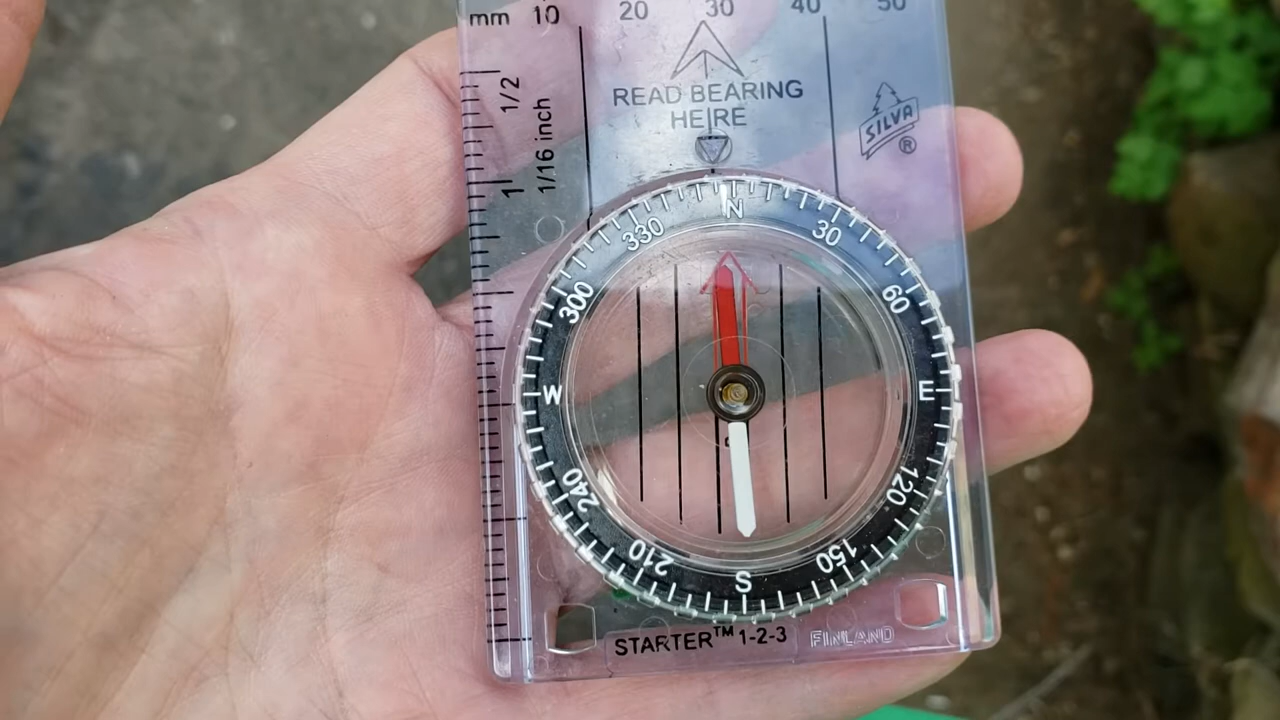 mm 10 20 30 40 50
1/2
1/16 inch
1
READ BEARING
HERE
SILVA
®
N
30
60
E
120
150
S
210
240
W
300
330
STARTER™ 1-2-3
FINLAND